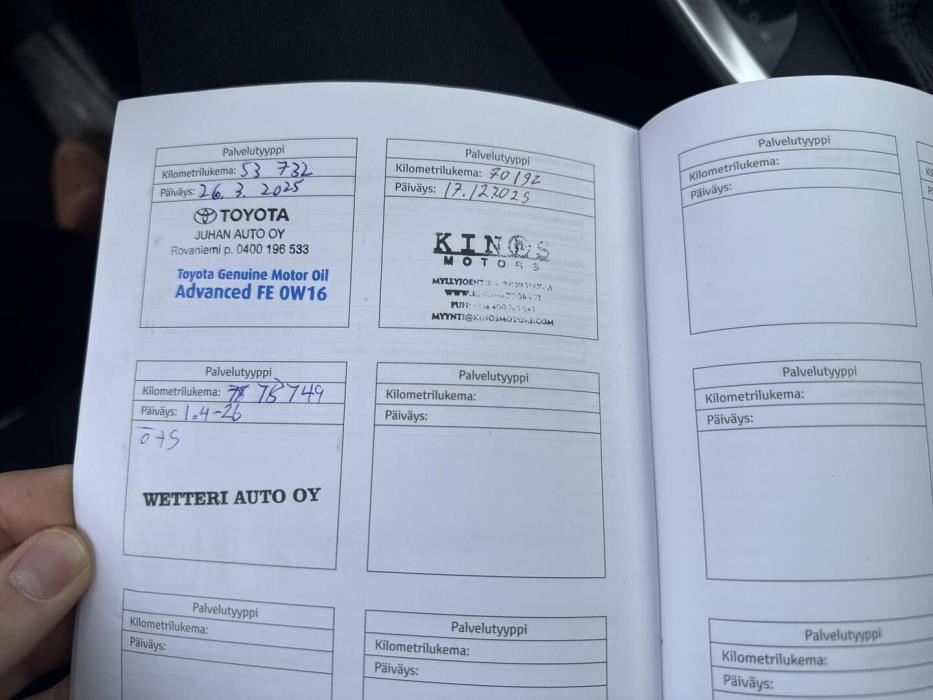 Palvelutyyppi
Kilometrilukema: 53 732
Päiväys: 26.3.2025
TOYOTA
JUHAN AUTO OY
Rovaniemi p. 0400 196 533
Toyota Genuine Motor Oil
Advanced FE 0W16
Palvelutyyppi
Kilometrilukema: 70192
Päiväys: 17.12.2025
KINOS
MOTORS
PUH:
MYYNTI@KINOSMOTORS.COM
Palvelutyyppi
Kilometrilukema: 78749
Päiväys: 1.4-26
ö+S
WETTERI AUTO OY
Palvelutyyppi
Kilometrilukema:
Päiväys:
Palvelutyyppi
Kilometrilukema:
Päiväys:
Palvelutyyppi
Kilometrilukema:
Päiväys:
Palvelutyyppi
Kilometrilukema:
Päiväys:
Palvelutyyppi
Kilometrilukema:
Päiväys:
Palvelutyyppi
Kilometrilukema:
Päiväys: